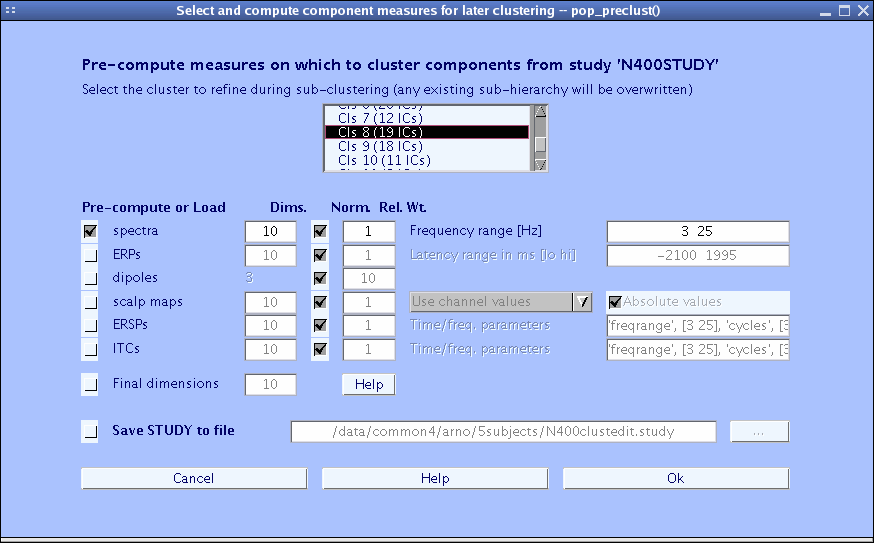 Select and compute component measures for later clustering -- pop_preclust()
Pre-compute measures on which to cluster components from study 'N400STUDY'
Select the cluster to refine during sub-clustering (any existing sub-hierarchy will be overwritten)
Cls 7 (12 ICs)
Cls 8 (19 ICs)
Cls 9 (18 ICs)
Cls 10 (11 ICs)
Pre-compute or Load Dims. Norm. Rel. Wt.
spectra 10 1 Frequency range [Hz] 3 25
ERPs 10 1 Latency range in ms [lo hi] -2100 1995
dipoles 3 10
scalp maps 10 1 Use channel values Absolute values
ERSPs 10 1 Time/freq. parameters 'freqrange', [3 25], 'cycles', [3
ITCs 10 1 Time/freq. parameters 'freqrange', [3 25], 'cycles', [3
Final dimensions 10 Help
Save STUDY to file /data/common4/arno/5subjects/N400clustedit.study ...
Cancel Help Ok